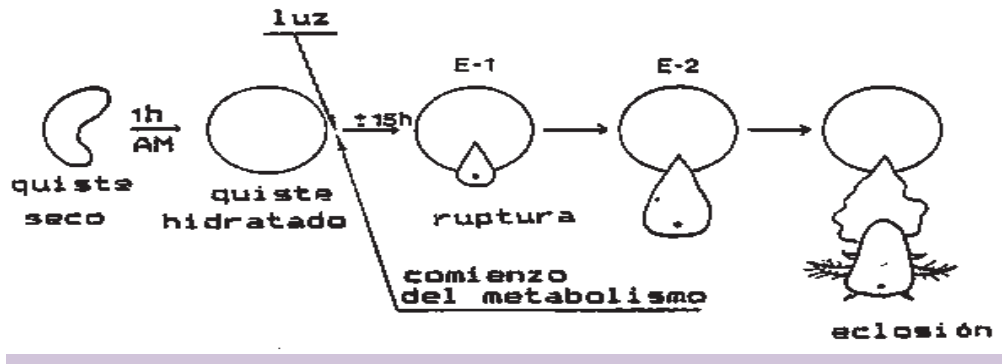 luz
E-1
E-2
1h
AM
±15h
quiste
seco
quiste
hidratado
ruptura
comienzo
del metabolismo
eclosión